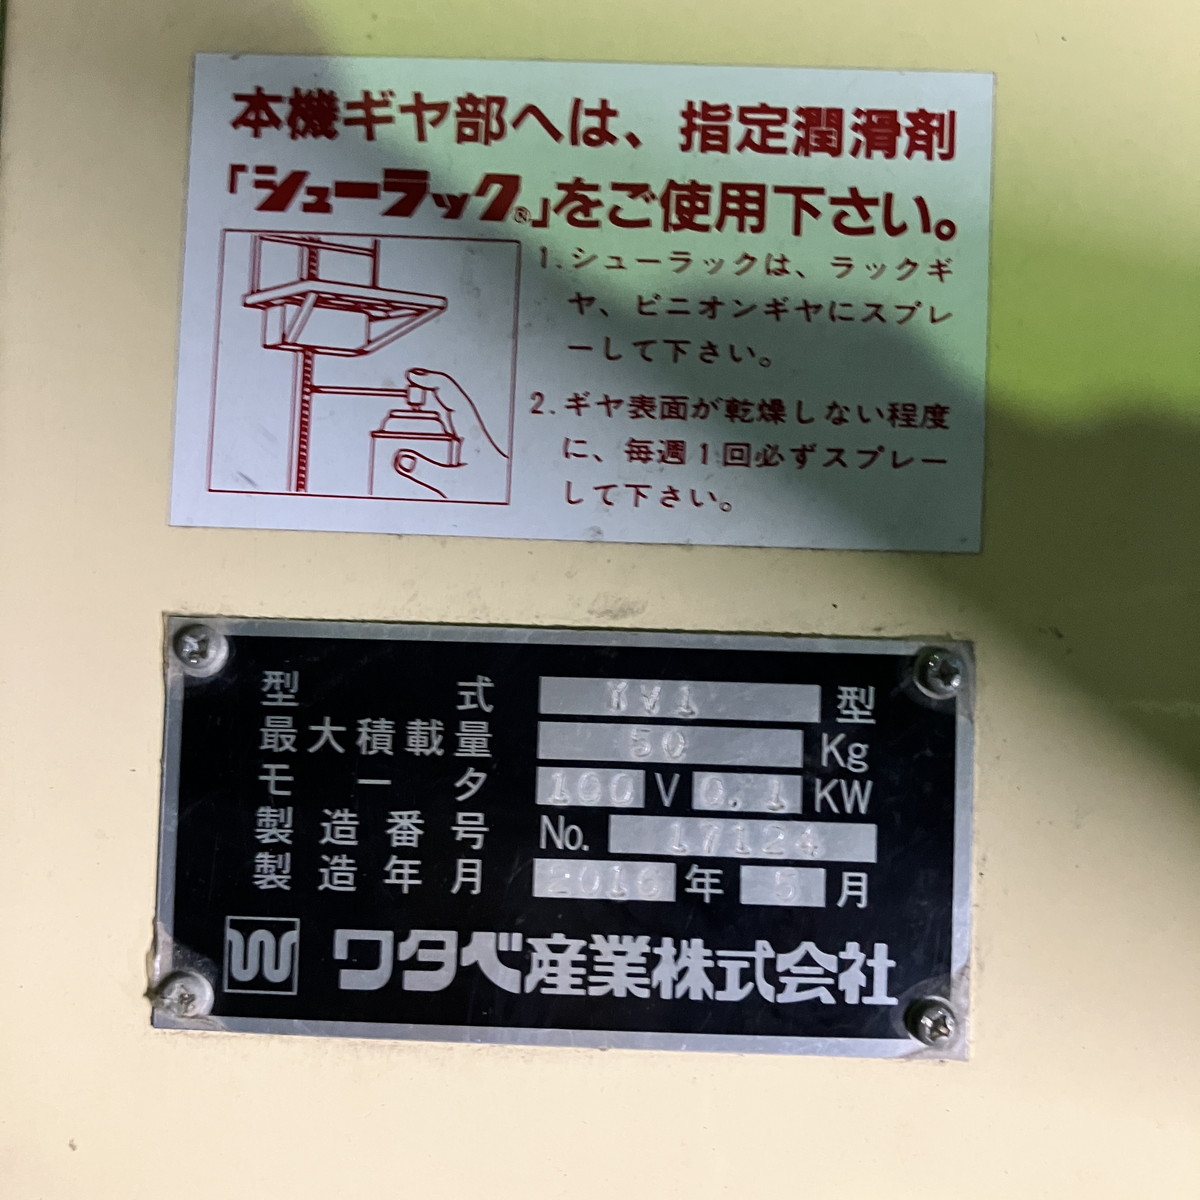 本機ギヤ部へは、指定潤滑剤
「シューラック®」をご使用下さい。
1.シューラックは、ラックギ
ヤ、ピニオンギヤにスプレ
ーして下さい。
2.ギヤ表面が乾燥しない程度
に、毎週1回必ずスプレー
して下さい。
型式 型
最大積載量 50 Kg
モータ 100 V 0.1 KW
製造番号 No. 17124
製造年月 2016 年 5 月
ワタベ産業株式会社